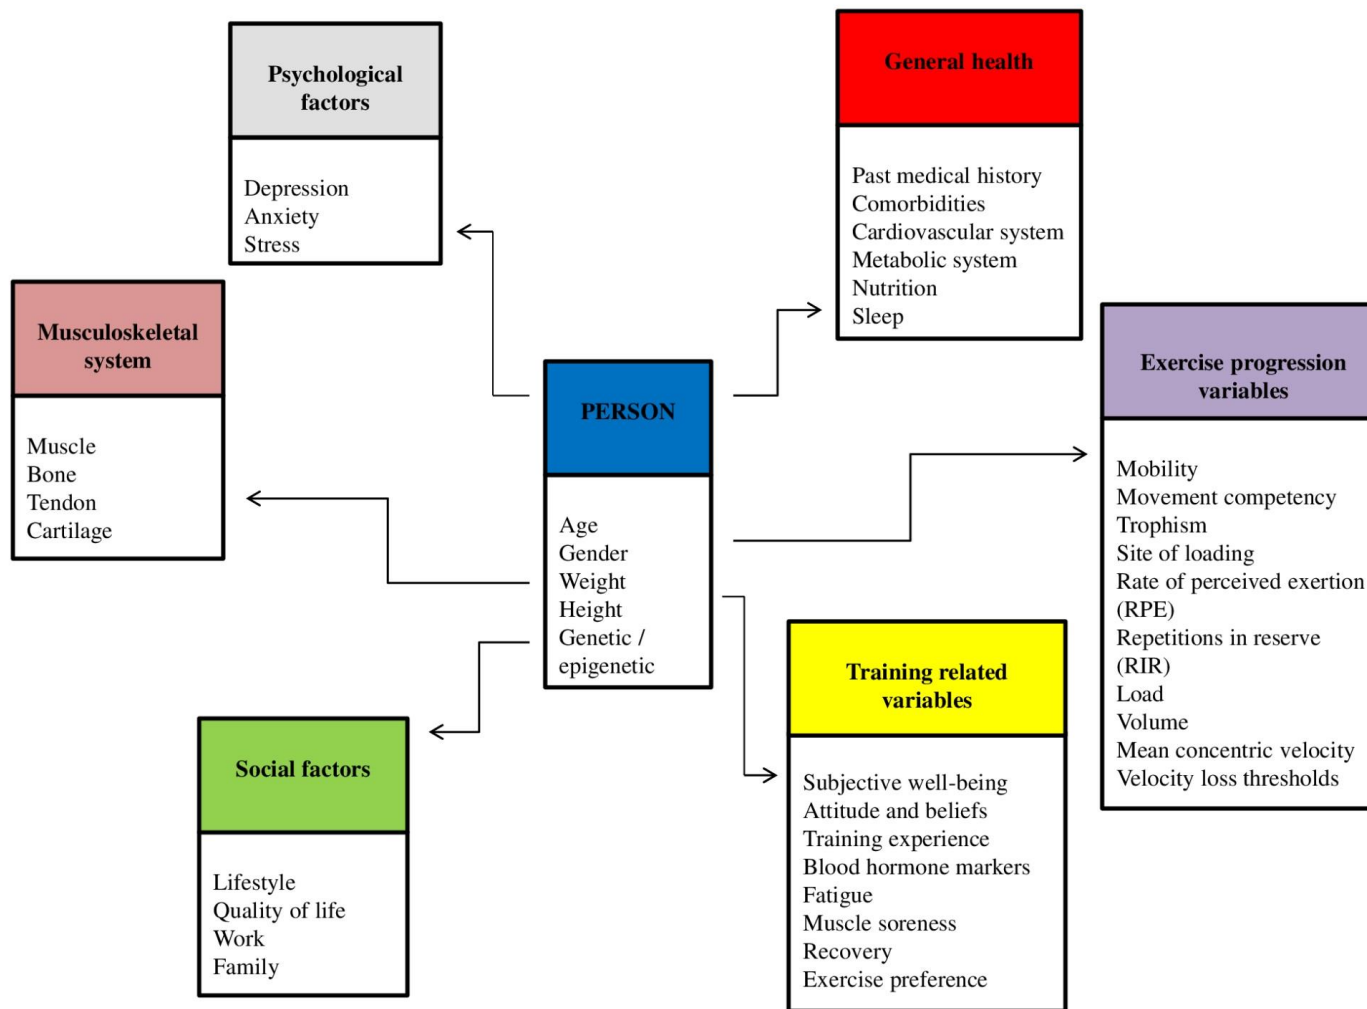 Psychological
factors
Depression
Anxiety
Stress
General health
Past medical history
Comorbidities
Cardiovascular system
Metabolic system
Nutrition
Sleep
Musculoskeletal
system
Muscle
Bone
Tendon
Cartilage
PERSON
Age
Gender
Weight
Height
Genetic /
epigenetic
Exercise progression
variables
Mobility
Movement competency
Trophism
Site of loading
Rate of perceived exertion
(RPE)
Repetitions in reserve
(RIR)
Load
Volume
Mean concentric velocity
Velocity loss thresholds
Social factors
Lifestyle
Quality of life
Work
Family
Training related
variables
Subjective well-being
Attitude and beliefs
Training experience
Blood hormone markers
Fatigue
Muscle soreness
Recovery
Exercise preference